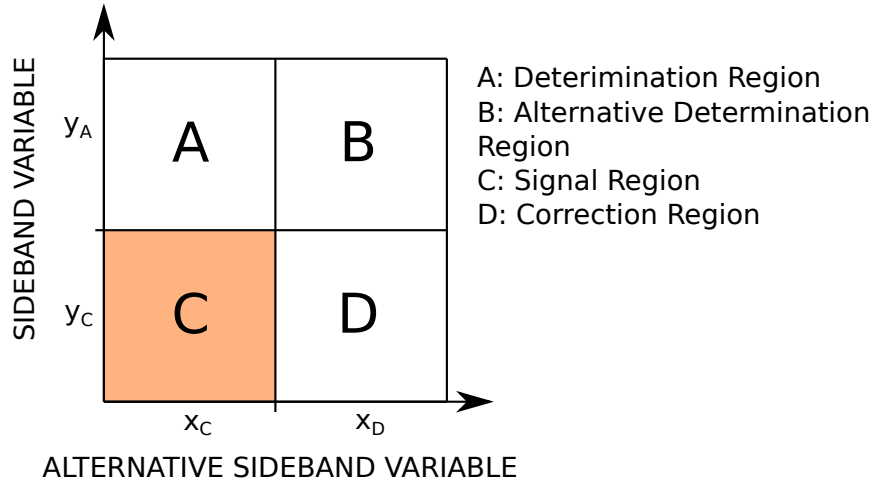 SIDEBAND VARIABLE
y_A
y_C
A
B
C
D
x_C
x_D
ALTERNATIVE SIDEBAND VARIABLE
A: Deterimination Region
B: Alternative Determination
Region
C: Signal Region
D: Correction Region